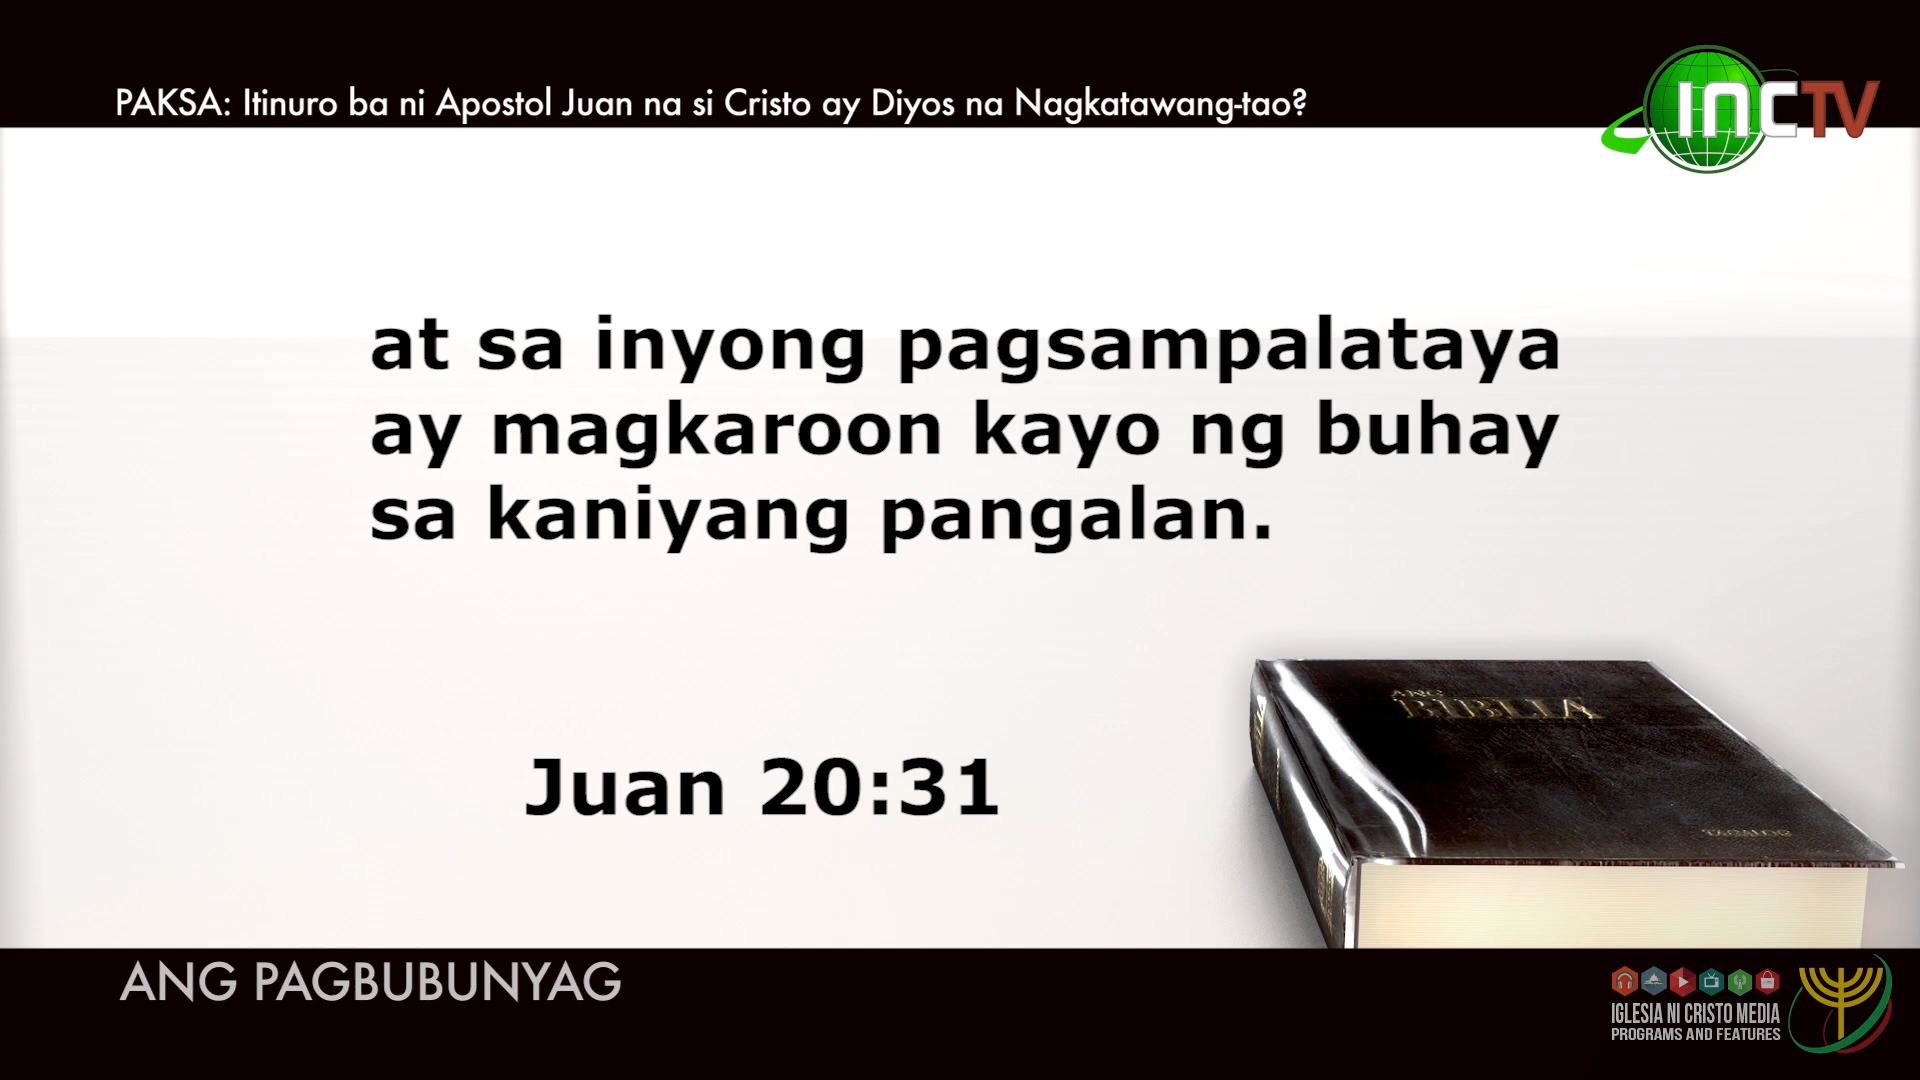 PAKSA: Itinuro ba ni Apostol Juan na si Cristo ay Diyos na Nagkatawang-tao?
INCTV
at sa inyong pagsampalataya
ay magkaroon kayo ng buhay
sa kaniyang pangalan.
ANG
BIBLIA
Juan 20:31
TAGALOG
ANG PAGBUBUNYAG
IGLESIA NI CRISTO MEDIA
PROGRAMS AND FEATURES